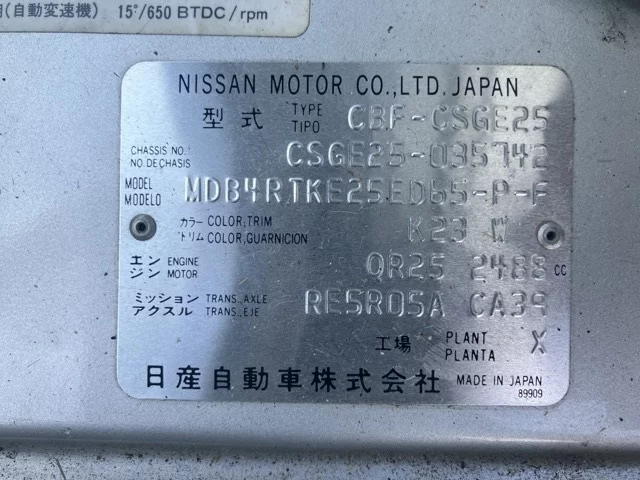 (自動変速機) 15°/650 BTDC/rpm
NISSAN MOTOR CO.,LTD. JAPAN
型式 TYPE TIPO CBF-CSGE25
CHASSIS NO. NO.DECHASIS CSGE25-035742
MODEL MODELO MDB4RTKE25ED65-P-F
カラー COLOR,TRIM
トリム COLOR,GUARNICION K23 W
エンジン ENGINE MOTOR QR25 2488 CC
ミッション TRANS.,AXLE
アクスル TRANS.,EJE RE5R05A CA39
工場 PLANT PLANTA X
日産自動車株式会社 MADE IN JAPAN
89909